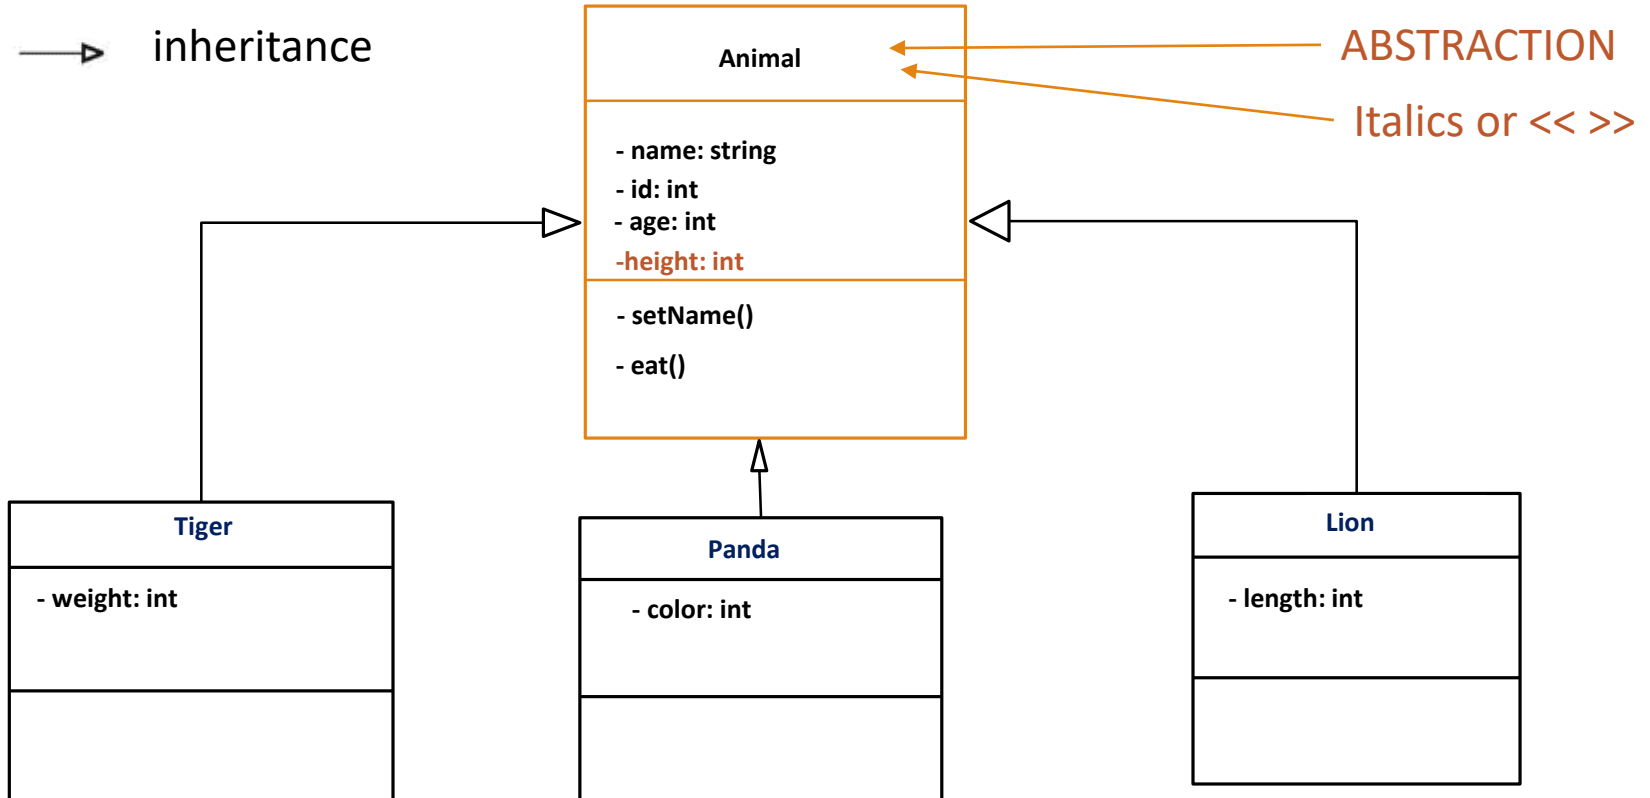 inheritance
Animal
ABSTRACTION
Italics or << >>
- name: string
- id: int
- age: int
-height: int
- setName()
- eat()
Tiger
- weight: int
Panda
- color: int
Lion
- length: int